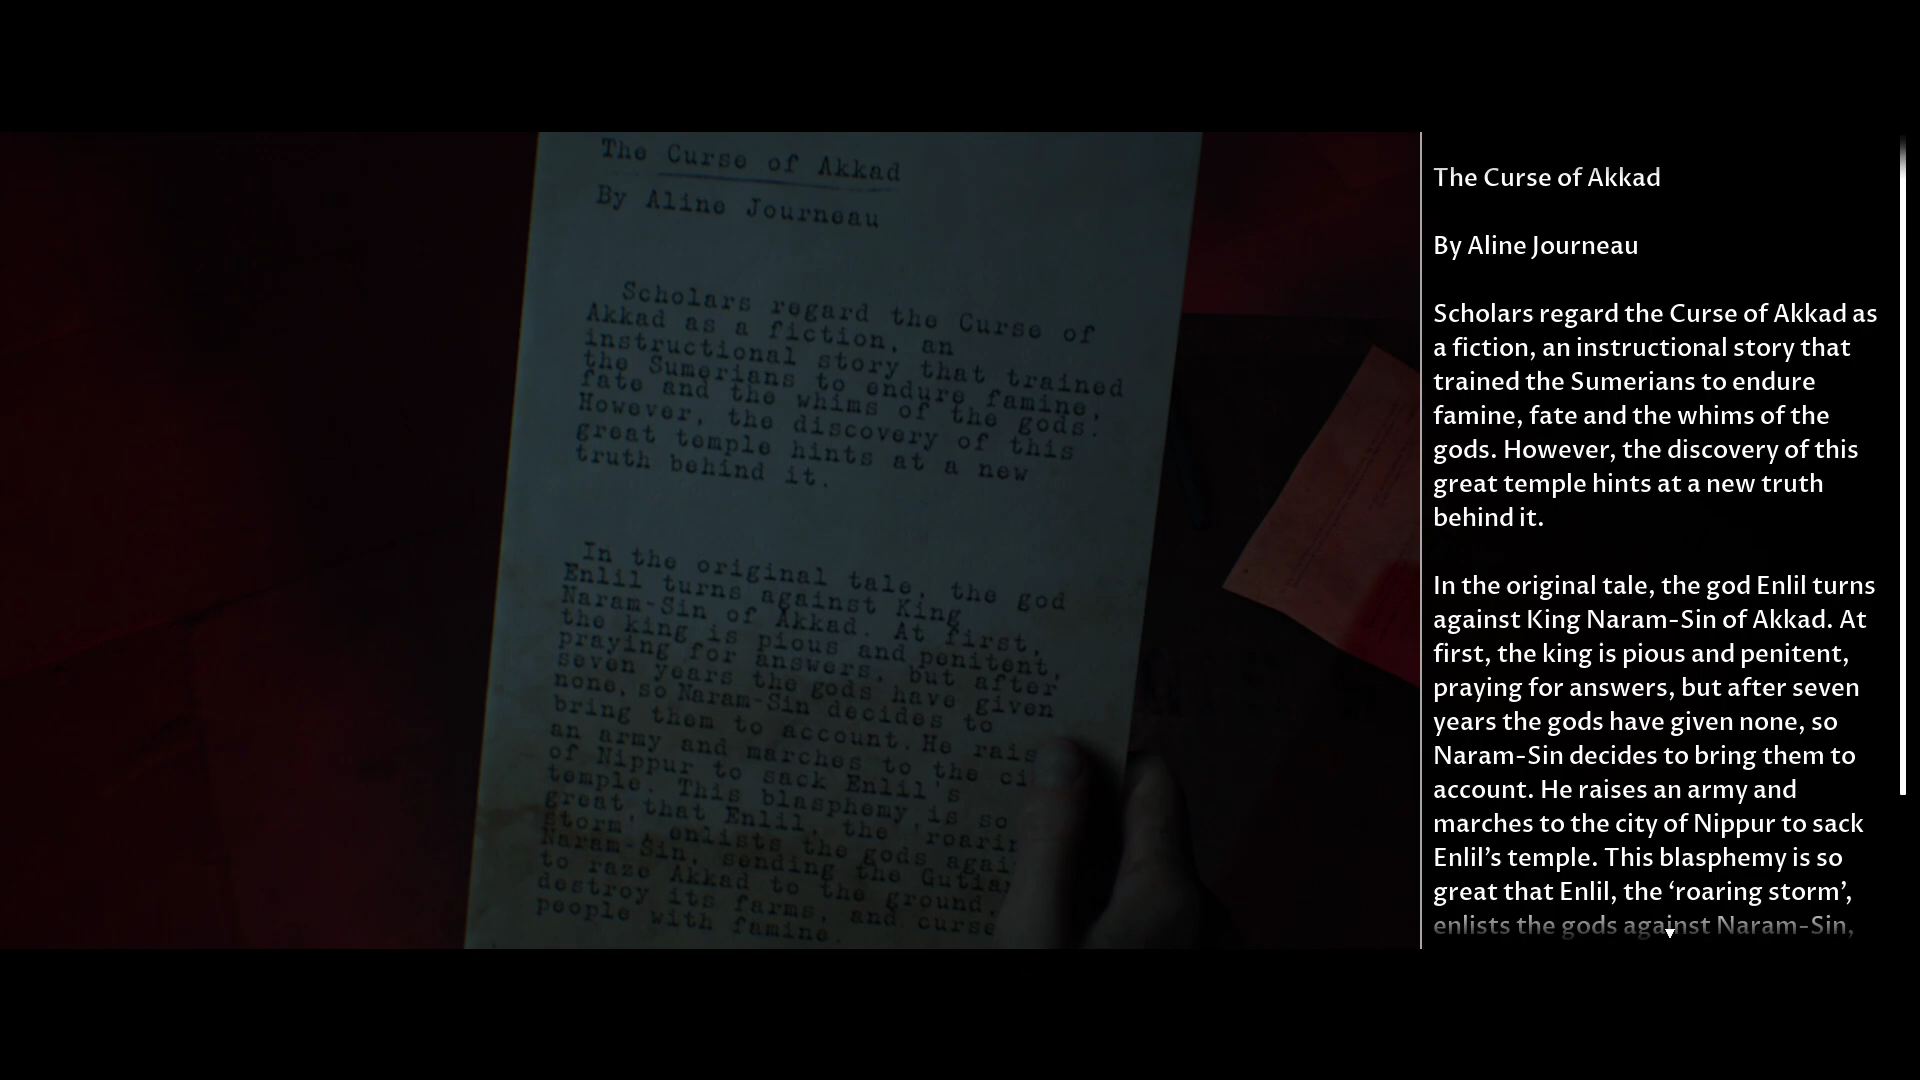 The Curse of Akkad
By Aline Journeau
Scholars regard the Curse of
Akkad as a fiction, an
instructional story that trained
the Sumerians to endure famine,
fate and the whims of the gods.
However, the discovery of this
great temple hints at a new
truth behind it.
In the original tale, the god
Enlil turns against King
Naram-Sin of Akkad. At first,
the king is pious and penitent,
praying for answers, but after
seven years the gods have given
none, so Naram-Sin decides to
bring them to account. He rais
an army and marches to the ci
of Nippur to sack Enlil's
temple. This blasphemy is so
great that Enlil, the 'roarin
storm', enlists the gods agai
Naram-Sin, sending the Gutian
to raze Akkad to the ground,
destroy its farms, and curse
people with famine.
The Curse of Akkad
By Aline Journeau
Scholars regard the Curse of Akkad as
a fiction, an instructional story that
trained the Sumerians to endure
famine, fate and the whims of the
gods. However, the discovery of this
great temple hints at a new truth
behind it.
In the original tale, the god Enlil turns
against King Naram-Sin of Akkad. At
first, the king is pious and penitent,
praying for answers, but after seven
years the gods have given none, so
Naram-Sin decides to bring them to
account. He raises an army and
marches to the city of Nippur to sack
Enlil's temple. This blasphemy is so
great that Enlil, the ‘roaring storm’,
enlists the gods against Naram-Sin,